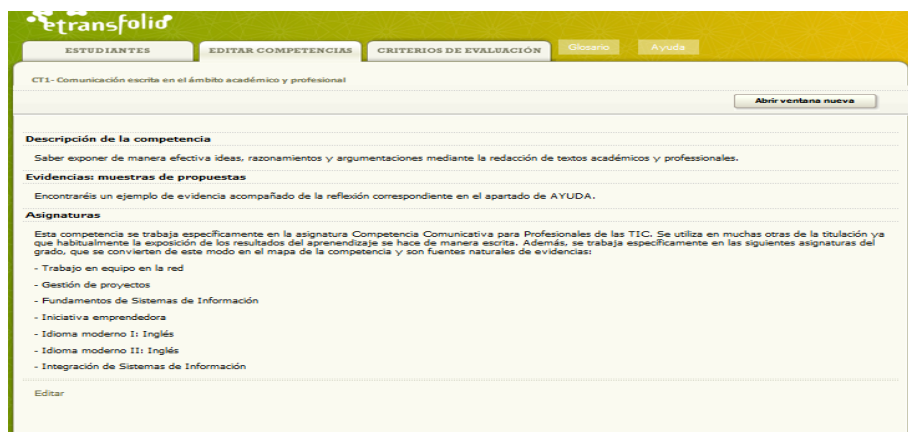 etransfolio
ESTUDIANTES EDITAR COMPETENCIAS CRITERIOS DE EVALUACIÓN Glosario Ayuda
CT1- Comunicación escrita en el ámbito académico y profesional
Abrir ventana nueva
Descripción de la competencia
Saber exponer de manera efectiva ideas, razonamientos y argumentaciones mediante la redacción de textos académicos y professionales.
Evidencias: muestras de propuestas
Encontraréis un ejemplo de evidencia acompañado de la reflexión correspondiente en el apartado de AYUDA.
Asignaturas
Esta competencia se trabaja específicamente en la asignatura Competencia Comunicativa para Profesionales de las TIC. Se utiliza en muchas otras de la titulación ya
que habitualmente la exposición de los resultados del aprenendizaje se hace de manera escrita. Además, se trabaja específicamente en las siguientes asignaturas del
grado, que se convierten de este modo en el mapa de la competencia y son fuentes naturales de evidencias:
- Trabajo en equipo en la red
- Gestión de proyectos
- Fundamentos de Sistemas de Información
- Iniciativa emprendedora
- Idioma moderno I: Inglés
- Idioma moderno II: Inglés
- Integración de Sistemas de Información
Editar